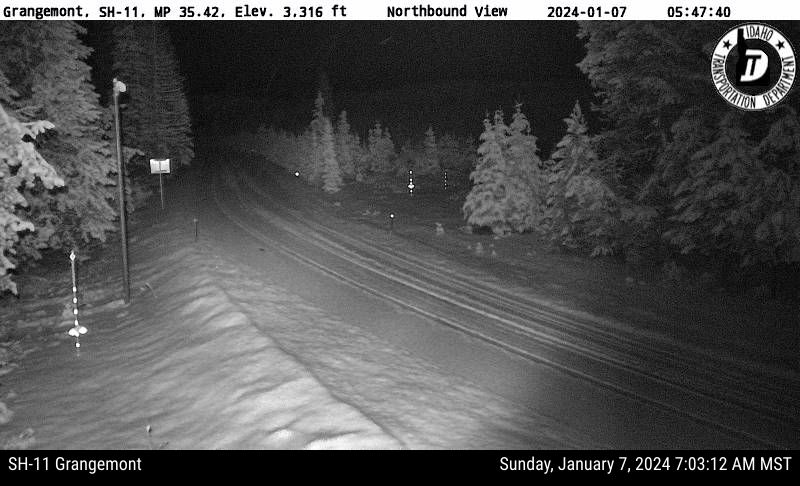 Grangemont, SH-11, MP 35.42, Elev. 3,316 ft Northbound View 2024-01-07 05:47:40
IDAHO
TRANSPORTATION DEPARTMENT
SH-11 Grangemont Sunday, January 7, 2024 7:03:12 AM MST